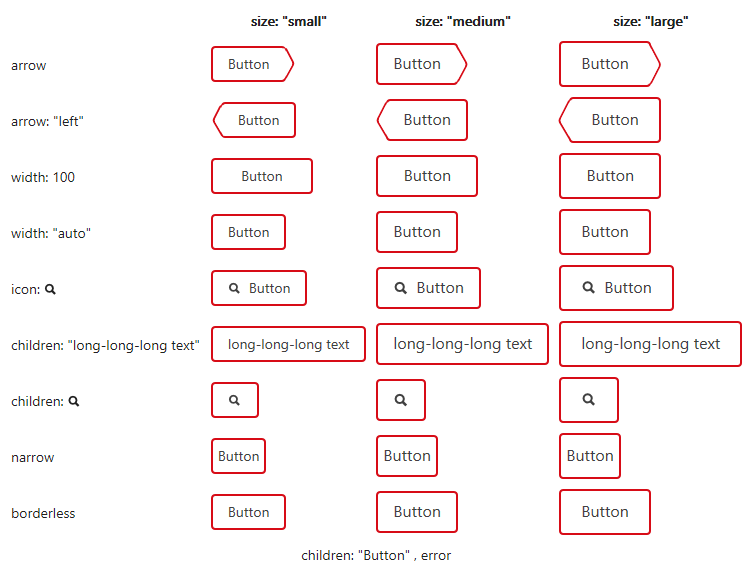 size: "small" size: "medium" size: "large"
arrow Button Button Button
arrow: "left" Button Button Button
width: 100 Button Button Button
width: "auto" Button Button Button
icon: Button Button Button
children: "long-long-long text" long-long-long text long-long-long text long-long-long text
children:
narrow Button Button Button
borderless Button Button Button
children: "Button" , error